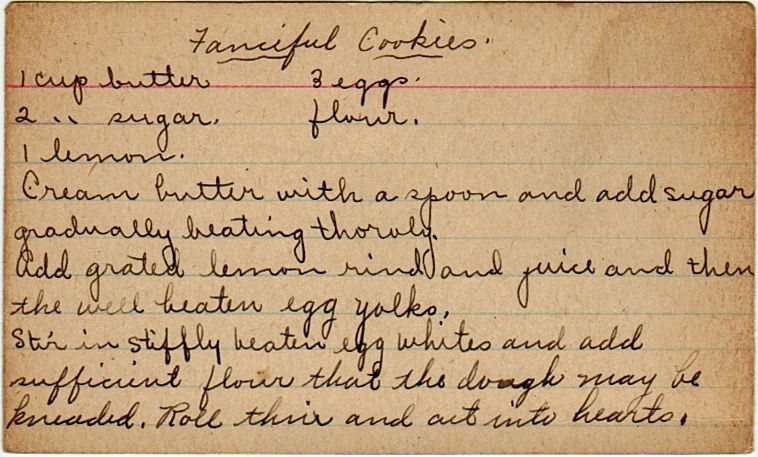 Fanciful Cookies.
1 cup butter 3 eggs.
2 " sugar. flour.
1 lemon.
Cream butter with a spoon and add sugar
gradually beating thoroly.
Add grated lemon rind and juice and then
the well beaten egg yolks.
Stir in stiffly beaten egg whites and add
sufficient flour that the dough may be
kneaded. Roll thin and cut into hearts.